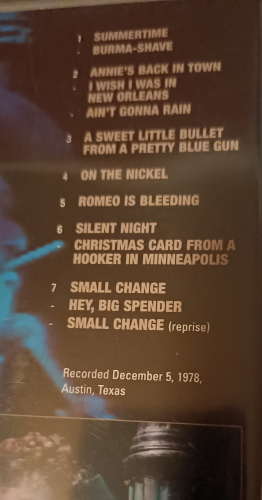 1 SUMMERTIME
- BURMA-SHAVE
2 ANNIE'S BACK IN TOWN
- I WISH I WAS IN
NEW ORLEANS
- AIN'T GONNA RAIN
3 A SWEET LITTLE BULLET
FROM A PRETTY BLUE GUN
4 ON THE NICKEL
5 ROMEO IS BLEEDING
6 SILENT NIGHT
- CHRISTMAS CARD FROM A
HOOKER IN MINNEAPOLIS
7 SMALL CHANGE
- HEY, BIG SPENDER
- SMALL CHANGE (reprise)
Recorded December 5, 1978,
Austin, Texas